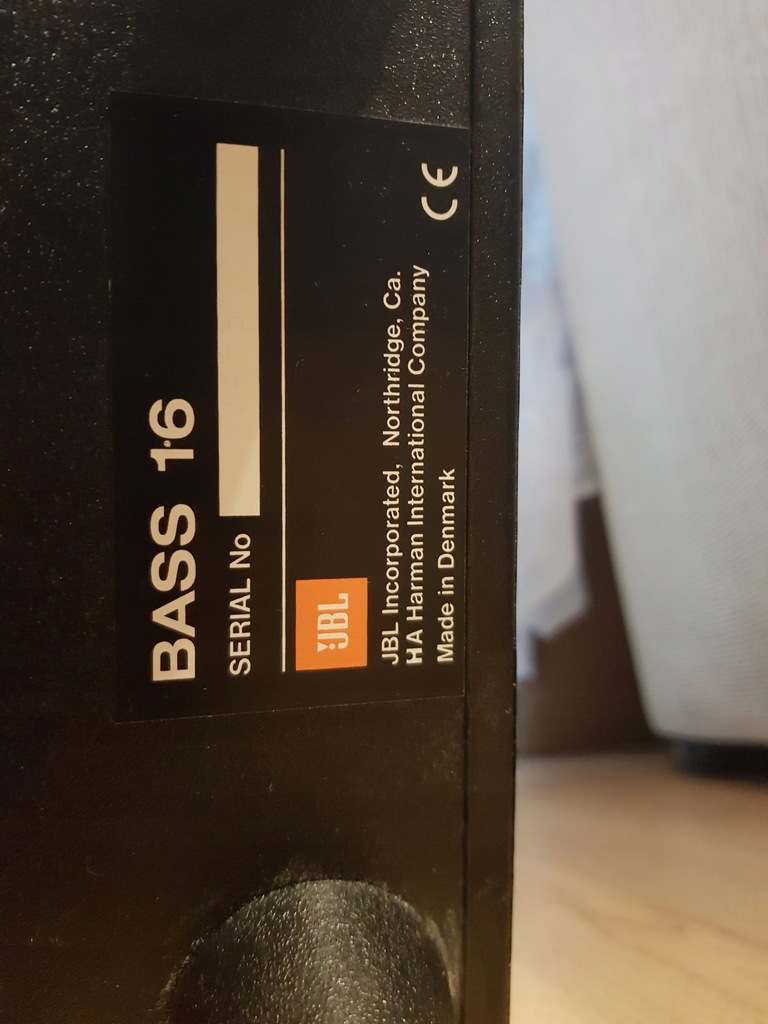 BASS 16
SERIAL No
JBL
JBL Incorporated, Northridge, Ca.
HA Harman International Company
Made in Denmark
CE